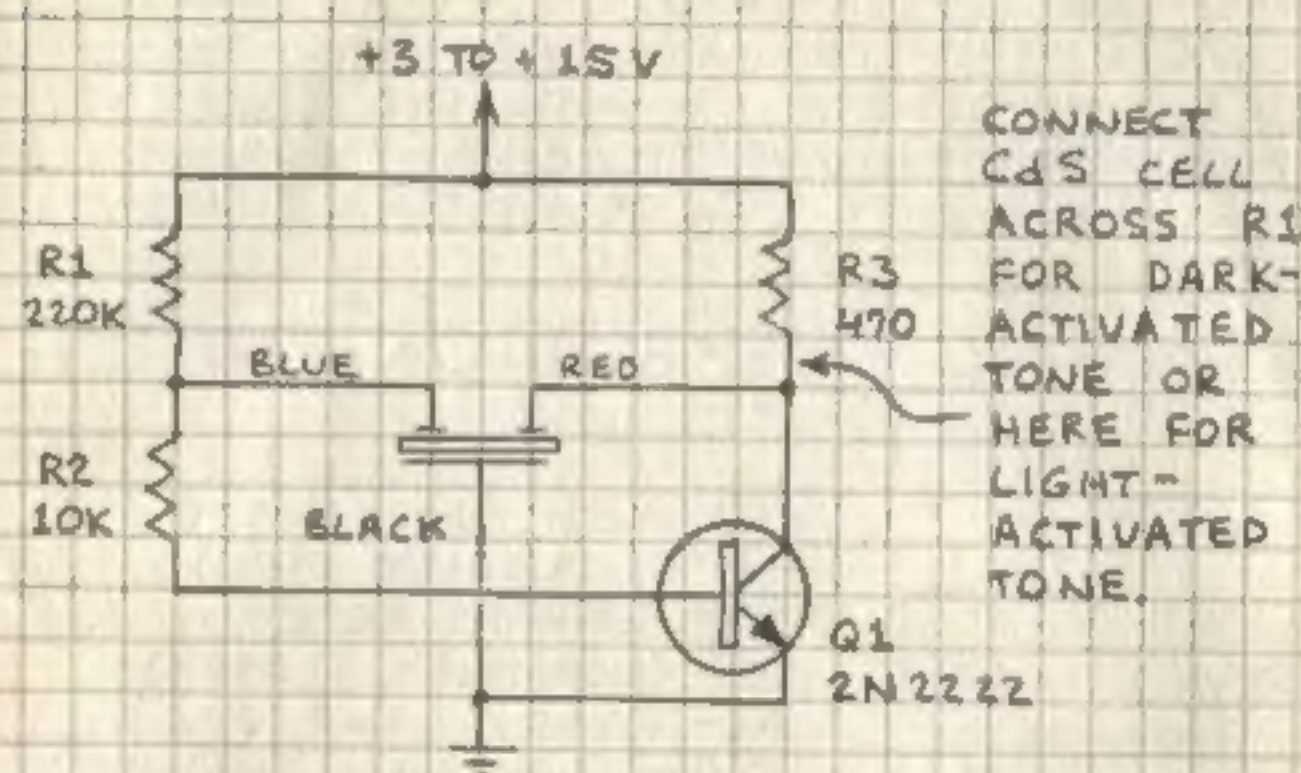 +3 TO +15V
CONNECT
CdS CELL
ACROSS R1
FOR DARK-
ACTIVATED
TONE OR
HERE FOR
LIGHT-
ACTIVATED
TONE.
R1
220K
R3
470
BLUE
RED
R2
10K
BLACK
Q1
2N2222